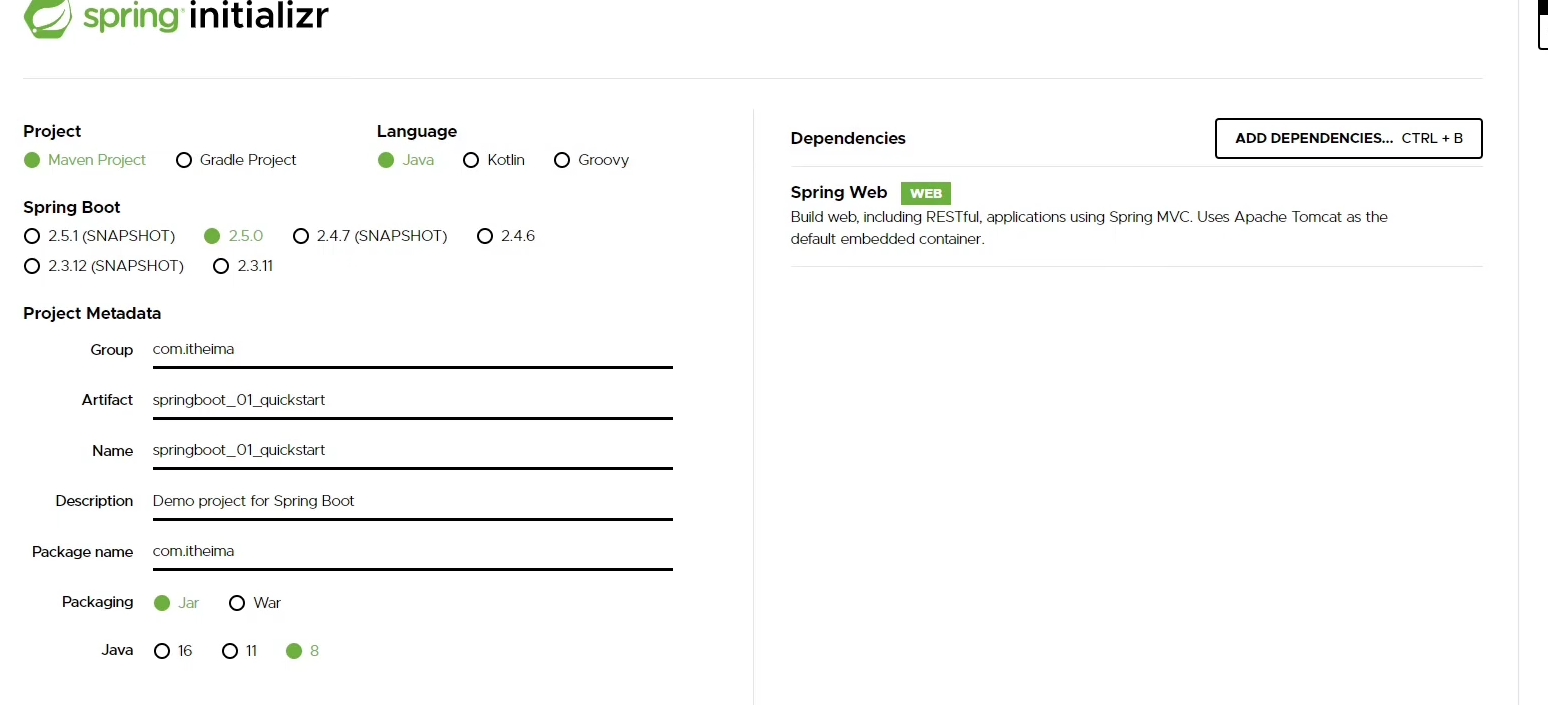 spring initializr
Project
Maven Project Gradle Project
Language
Java Kotlin Groovy
Spring Boot
2.5.1 (SNAPSHOT) 2.5.0 2.4.7 (SNAPSHOT) 2.4.6
2.3.12 (SNAPSHOT) 2.3.11
Project Metadata
Group com.itheima
Artifact springboot_01_quickstart
Name springboot_01_quickstart
Description Demo project for Spring Boot
Package name com.itheima
Packaging Jar War
Java 16 11 8
Dependencies ADD DEPENDENCIES... CTRL + B
Spring Web WEB
Build web, including RESTful, applications using Spring MVC. Uses Apache Tomcat as the
default embedded container.